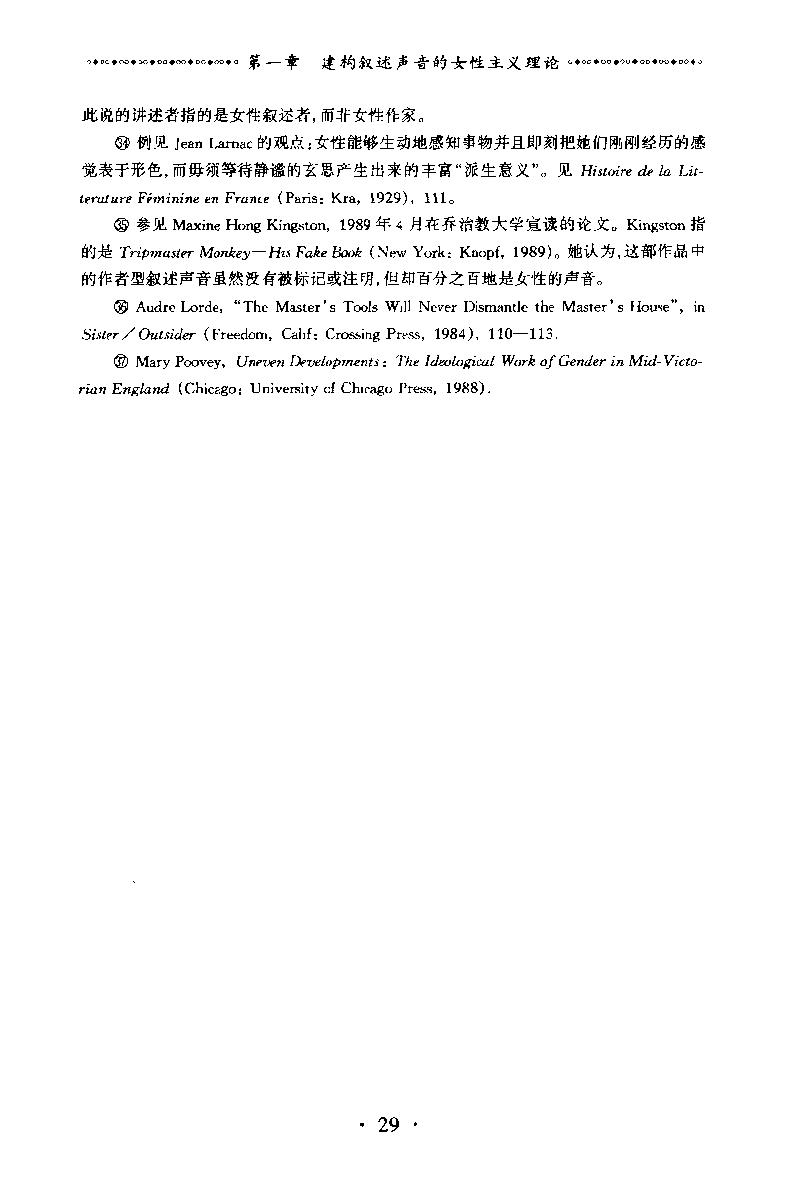 第一章 建构叙述声音的女性主义理论
此说的讲述者指的是女性叙述者,而非女性作家。
㉞ 例见 Jean Larnac 的观点:女性能够生动地感知事物并且即刻把她们刚刚经历的感
觉表于形色,而毋须等待静谧的玄思产生出来的丰富“派生意义”。见 Histoire de la Lit-
terature Féminine en France (Paris: Kra, 1929), 111。
㉟ 参见 Maxine Hong Kingston, 1989 年 4 月在乔治敦大学宣读的论文。Kingston 指
的是 Tripmaster Monkey—His Fake Book (New York: Knopf, 1989)。她认为,这部作品中
的作者型叙述声音虽然没有被标记或注明,但却百分之百地是女性的声音。
㊱ Audre Lorde, “The Master's Tools Will Never Dismantle the Master's House”, in
Sister／Outsider (Freedom, Calif: Crossing Press, 1984), 110—113.
㊲ Mary Poovey, Uneven Developments: The Ideological Work of Gender in Mid-Victo-
rian England (Chicago: University of Chicago Press, 1988).
· 29 ·